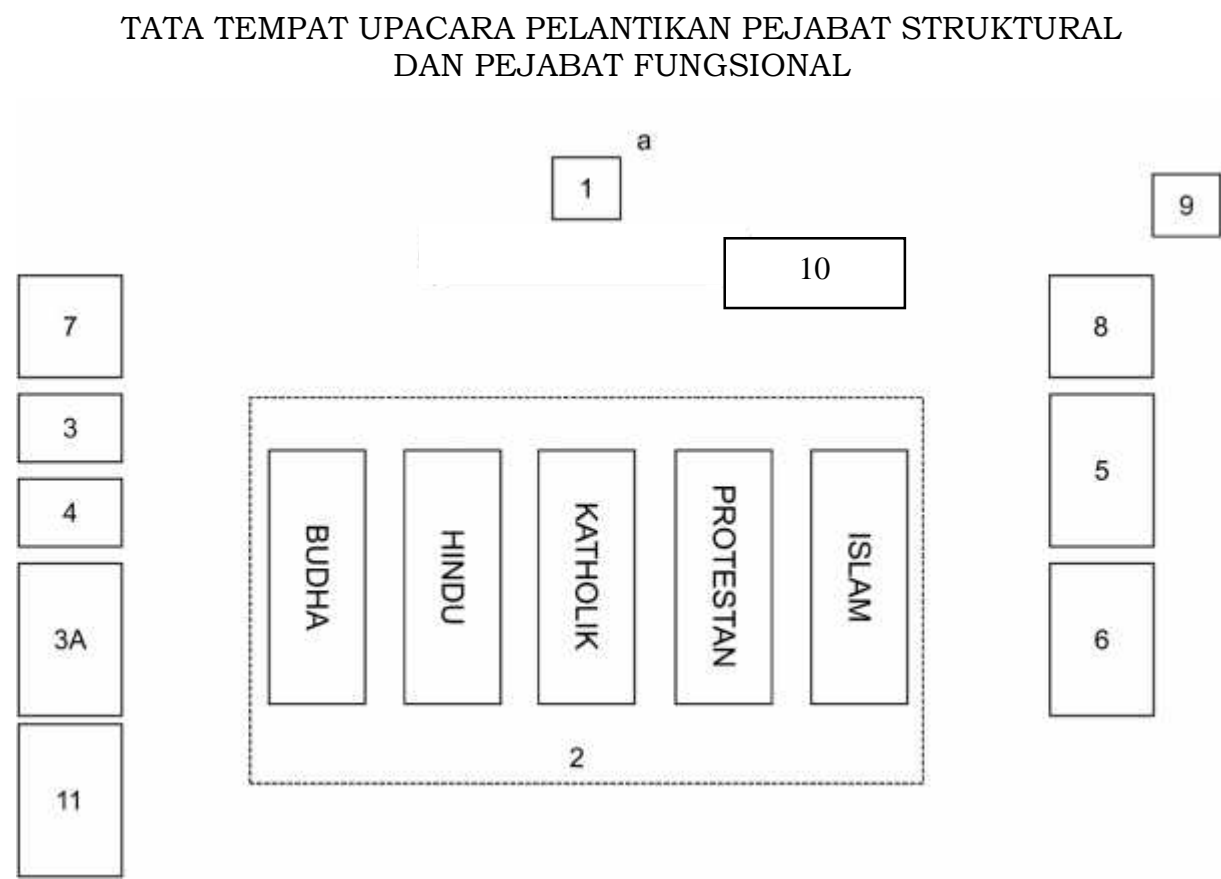 TATA TEMPAT UPACARA PELANTIKAN PEJABAT STRUKTURAL
DAN PEJABAT FUNGSIONAL
a
1
9
10
7
8
3
4
5
BUDHA
HINDU
KATHOLIK
PROTESTAN
ISLAM
3A
6
2
11